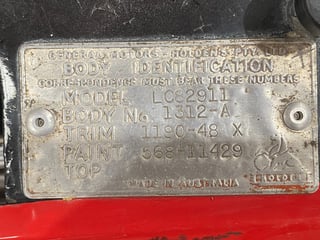 GENERAL MOTORS - HOLDEN'S PTY. LTD.
BODY IDENTIFICATION
CORRESPONDENCE MUST BEAR THESE NUMBERS
MODEL LC82911
BODY No. 1312-A
TRIM 1190-48 X
PAINT 568-11429
TOP
HOLDEN
MADE IN AUSTRALIA